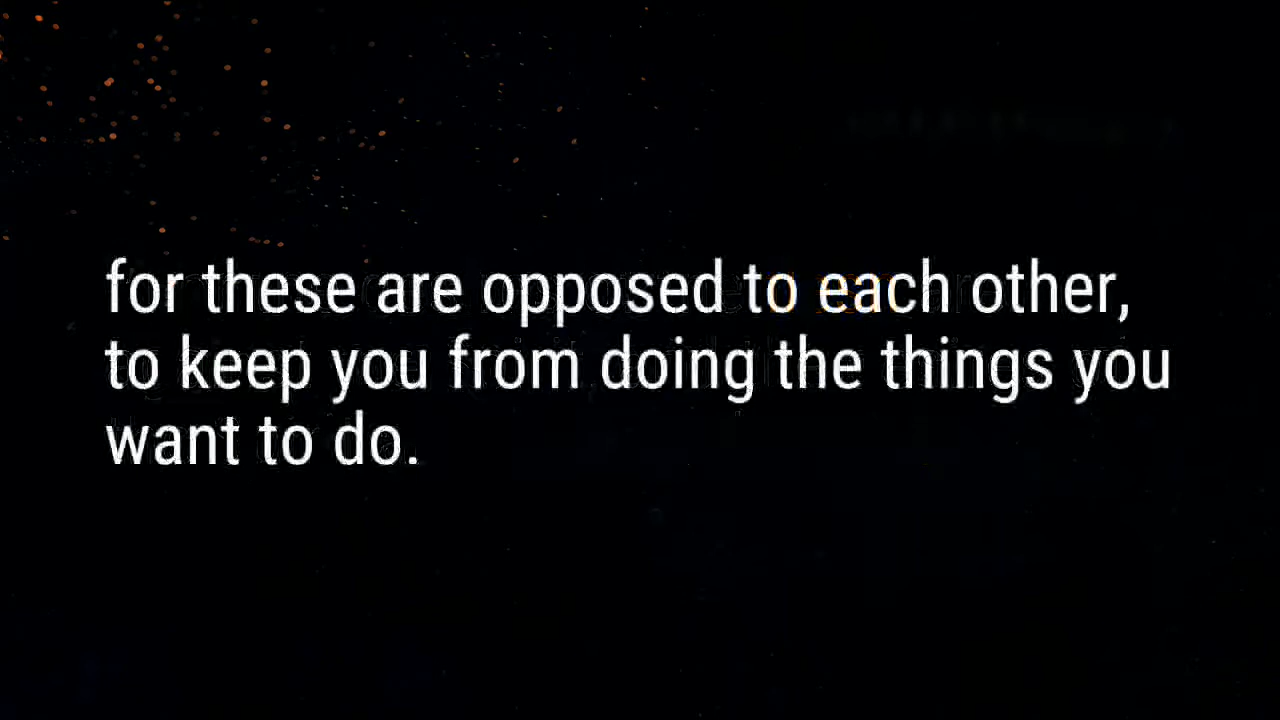 for these are opposed to each other,
to keep you from doing the things you
want to do.